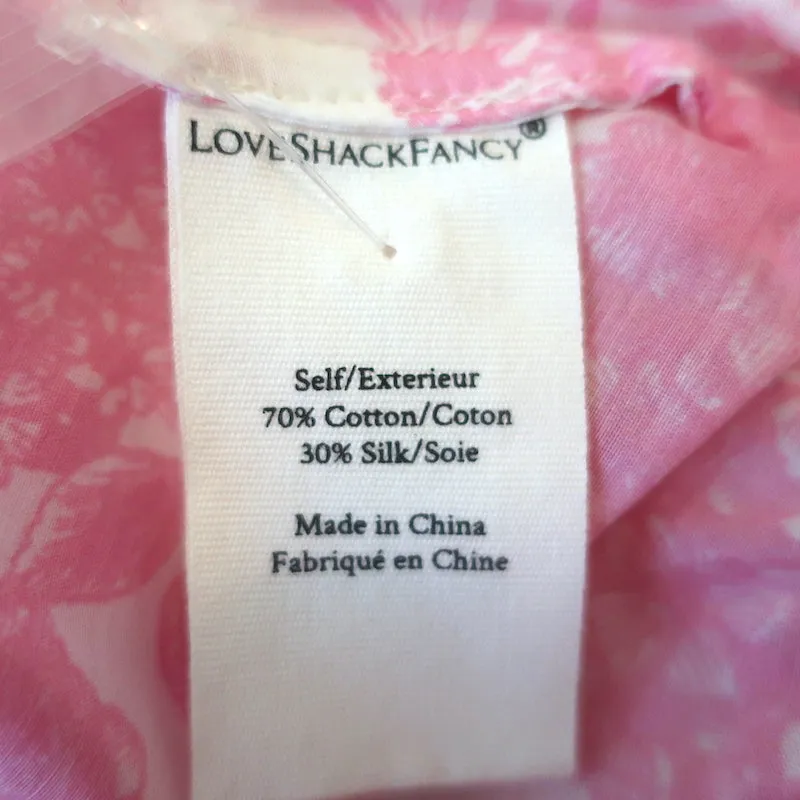 LOVESHACKFANCY®
Self/Exterieur
70% Cotton/Coton
30% Silk/Soie
Made in China
Fabriqué en Chine